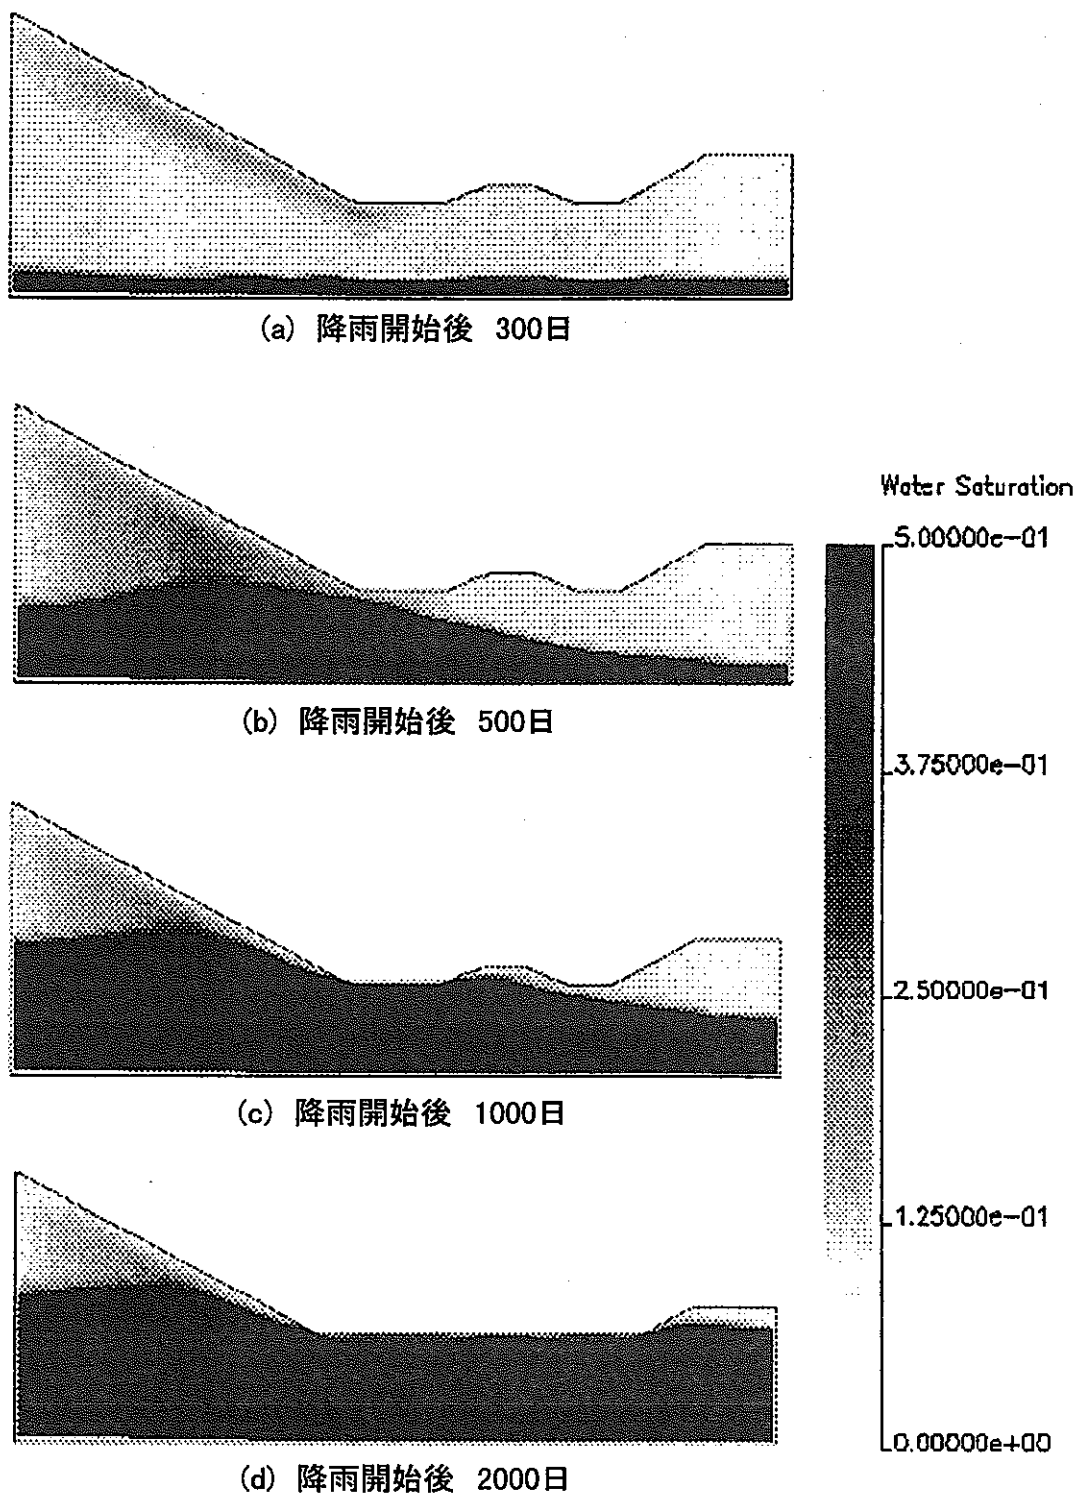 (a) 降雨開始後 300日
(b) 降雨開始後 500日
Water Saturation
5.00000e-01
3.75000e-01
(c) 降雨開始後 1000日
2.50000e-01
1.25000e-01
(d) 降雨開始後 2000日
0.00000e+00